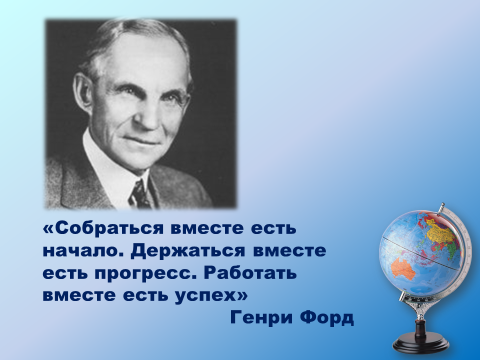 «Собраться вместе есть
начало. Держаться вместе
есть прогресс. Работать
вместе есть успех»
Генри Форд